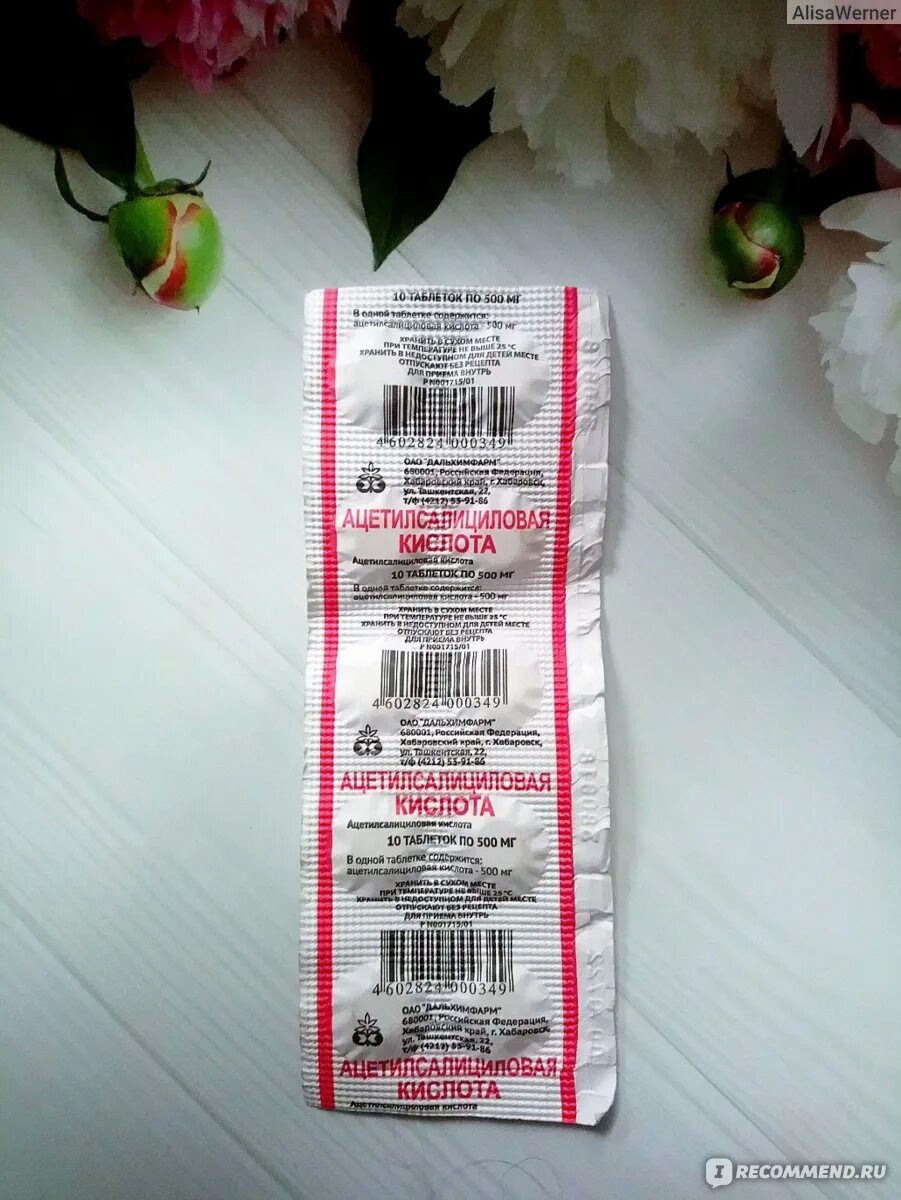 AlisaWerner
10 ТАБЛЕТОК ПО 500 МГ
В одной таблетке содержится:
ацетилсалициловая кислота - 500 мг
ХРАНИТЬ В СУХОМ МЕСТЕ
ПРИ ТЕМПЕРАТУРЕ НЕ ВЫШЕ 25 °С
ХРАНИТЬ В НЕДОСТУПНОМ ДЛЯ ДЕТЕЙ МЕСТЕ
ОТПУСКАЮТ БЕЗ РЕЦЕПТА
ДЛЯ ПРИЕМА ВНУТРЬ
Р N001715/01
4 602824 000349
ОАО "ДАЛЬХИМФАРМ"
680001, Российская Федерация,
Хабаровский край, г. Хабаровск,
ул. Ташкентская, 22,
т/ф (4212) 53-91-86
АЦЕТИЛСАЛИЦИЛОВАЯ
КИСЛОТА
Ацетилсалициловая кислота
10 ТАБЛЕТОК ПО 500 МГ
В одной таблетке содержится:
ацетилсалициловая кислота - 500 мг
ХРАНИТЬ В СУХОМ МЕСТЕ
ПРИ ТЕМПЕРАТУРЕ НЕ ВЫШЕ 25 °С
ХРАНИТЬ В НЕДОСТУПНОМ ДЛЯ ДЕТЕЙ МЕСТЕ
ОТПУСКАЮТ БЕЗ РЕЦЕПТА
ДЛЯ ПРИЕМА ВНУТРЬ
Р N001715/01
4 602824 000349
ОАО "ДАЛЬХИМФАРМ"
680001, Российская Федерация,
Хабаровский край, г. Хабаровск,
ул. Ташкентская, 22,
т/ф (4212) 53-91-86
АЦЕТИЛСАЛИЦИЛОВАЯ
КИСЛОТА
Ацетилсалициловая кислота
10 ТАБЛЕТОК ПО 500 МГ
В одной таблетке содержится:
ацетилсалициловая кислота - 500 мг
ХРАНИТЬ В СУХОМ МЕСТЕ
ПРИ ТЕМПЕРАТУРЕ НЕ ВЫШЕ 25 °С
ХРАНИТЬ В НЕДОСТУПНОМ ДЛЯ ДЕТЕЙ МЕСТЕ
ОТПУСКАЮТ БЕЗ РЕЦЕПТА
ДЛЯ ПРИЕМА ВНУТРЬ
Р N001715/01
4 602824 000349
ОАО "ДАЛЬХИМФАРМ"
680001, Российская Федерация,
Хабаровский край, г. Хабаровск,
ул. Ташкентская, 22,
т/ф (4212) 53-91-86
АЦЕТИЛСАЛИЦИЛОВАЯ
КИСЛОТА
Ацетилсалициловая кислота
IRECOMMEND.RU